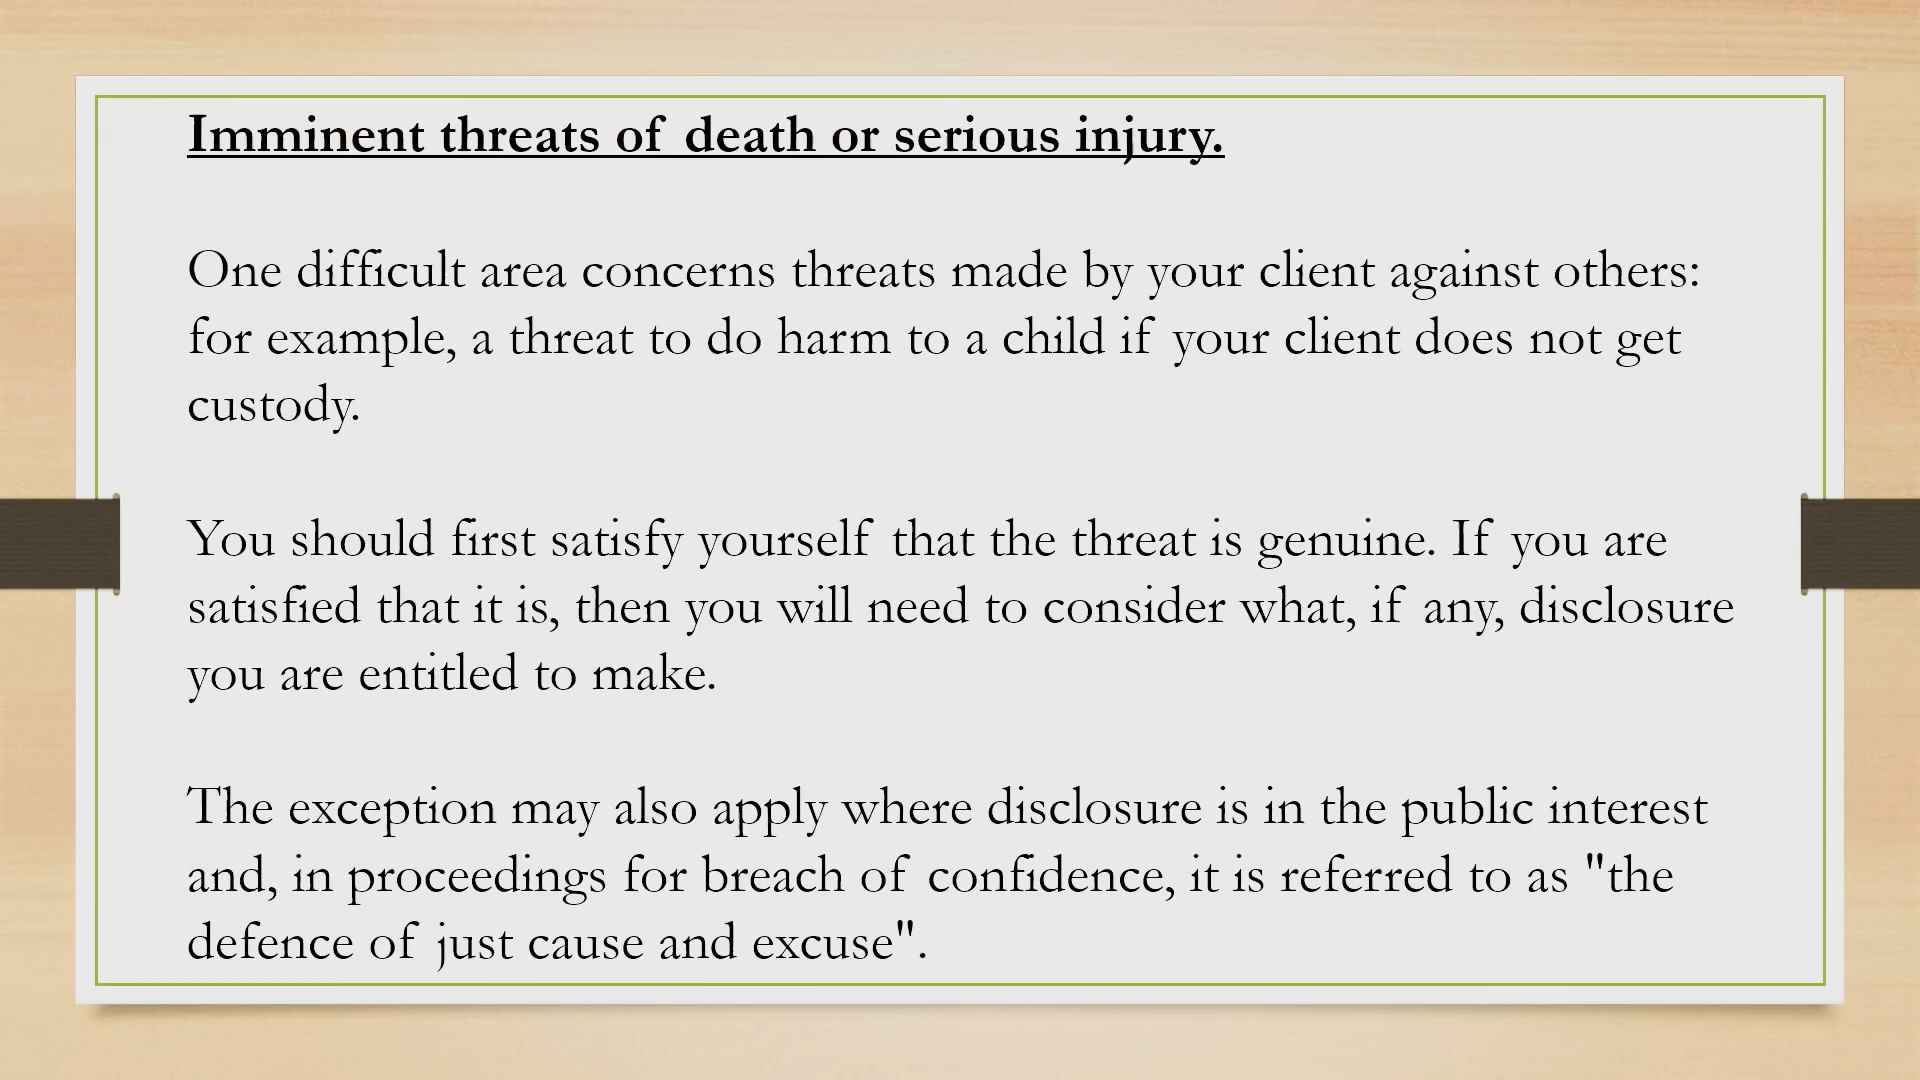 Imminent threats of death or serious injury.
One difficult area concerns threats made by your client against others:
for example, a threat to do harm to a child if your client does not get
custody.
You should first satisfy yourself that the threat is genuine. If you are
satisfied that it is, then you will need to consider what, if any, disclosure
you are entitled to make.
The exception may also apply where disclosure is in the public interest
and, in proceedings for breach of confidence, it is referred to as "the
defence of just cause and excuse".